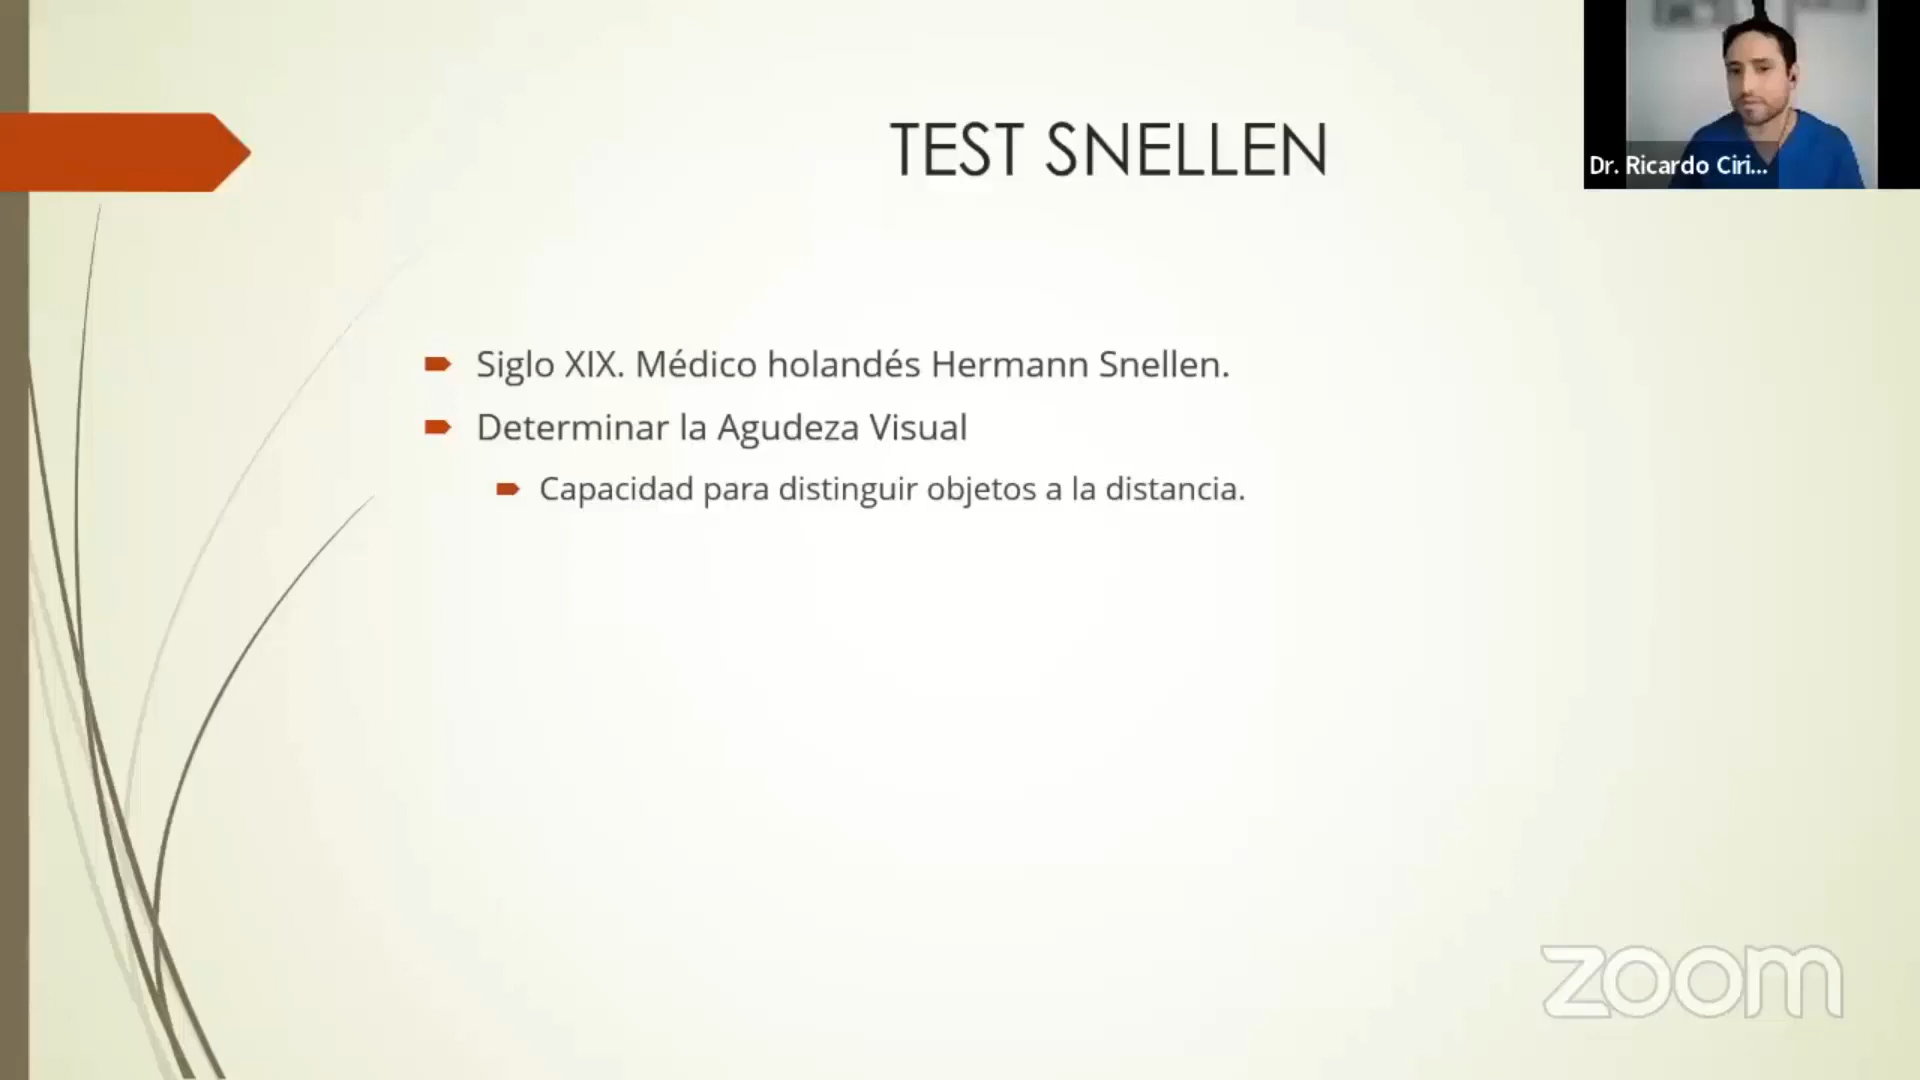 TEST SNELLEN
Dr. Ricardo Ciri...
Siglo XIX. Médico holandés Hermann Snellen.
Determinar la Agudeza Visual
Capacidad para distinguir objetos a la distancia.
zoom